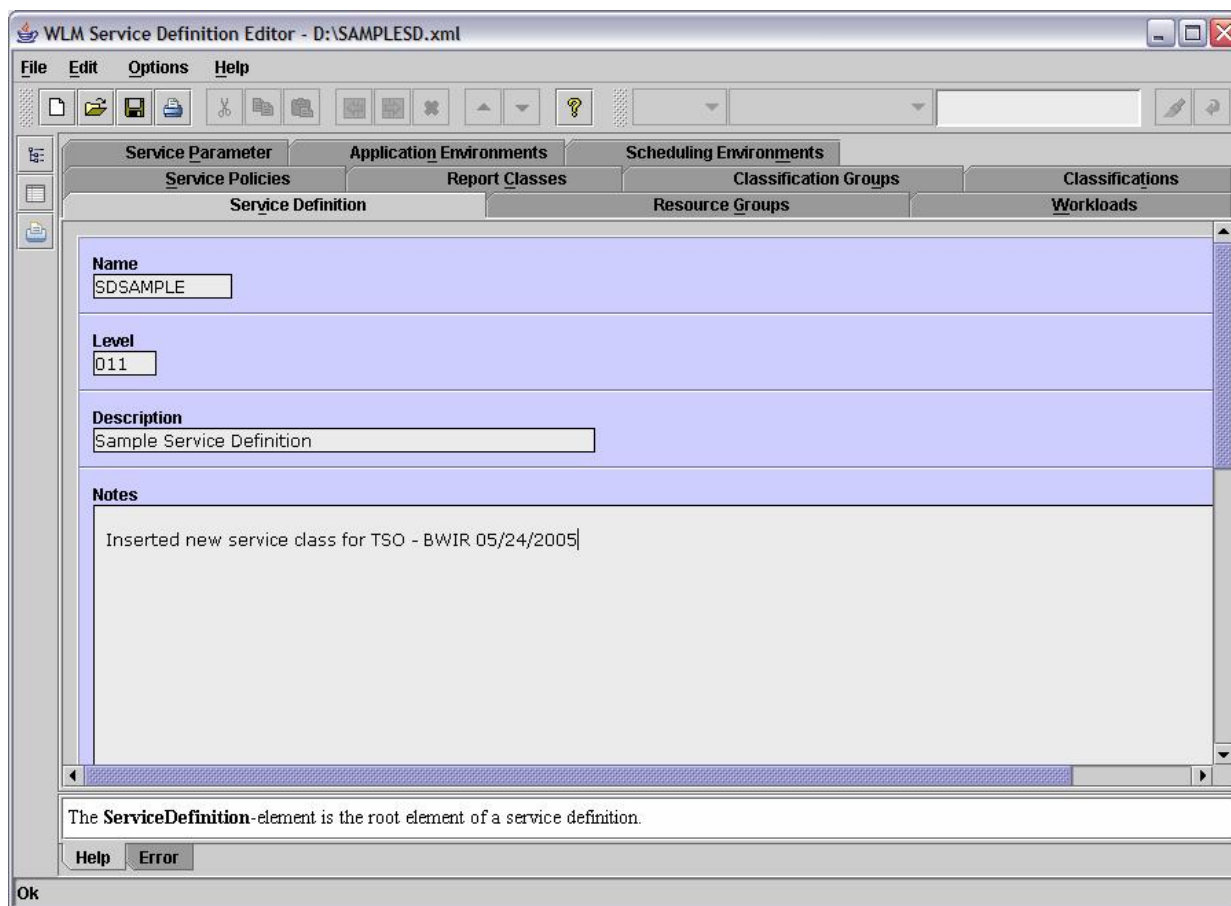 WLM Service Definition Editor - D:\SAMPLESD.xml
File Edit Options Help
Service Parameter Application Environments Scheduling Environments
Service Policies Report Classes Classification Groups Classifications
Service Definition Resource Groups Workloads
Name
SDSAMPLE
Level
011
Description
Sample Service Definition
Notes
Inserted new service class for TSO - BWIR 05/24/2005
The ServiceDefinition-element is the root element of a service definition.
Help Error
Ok